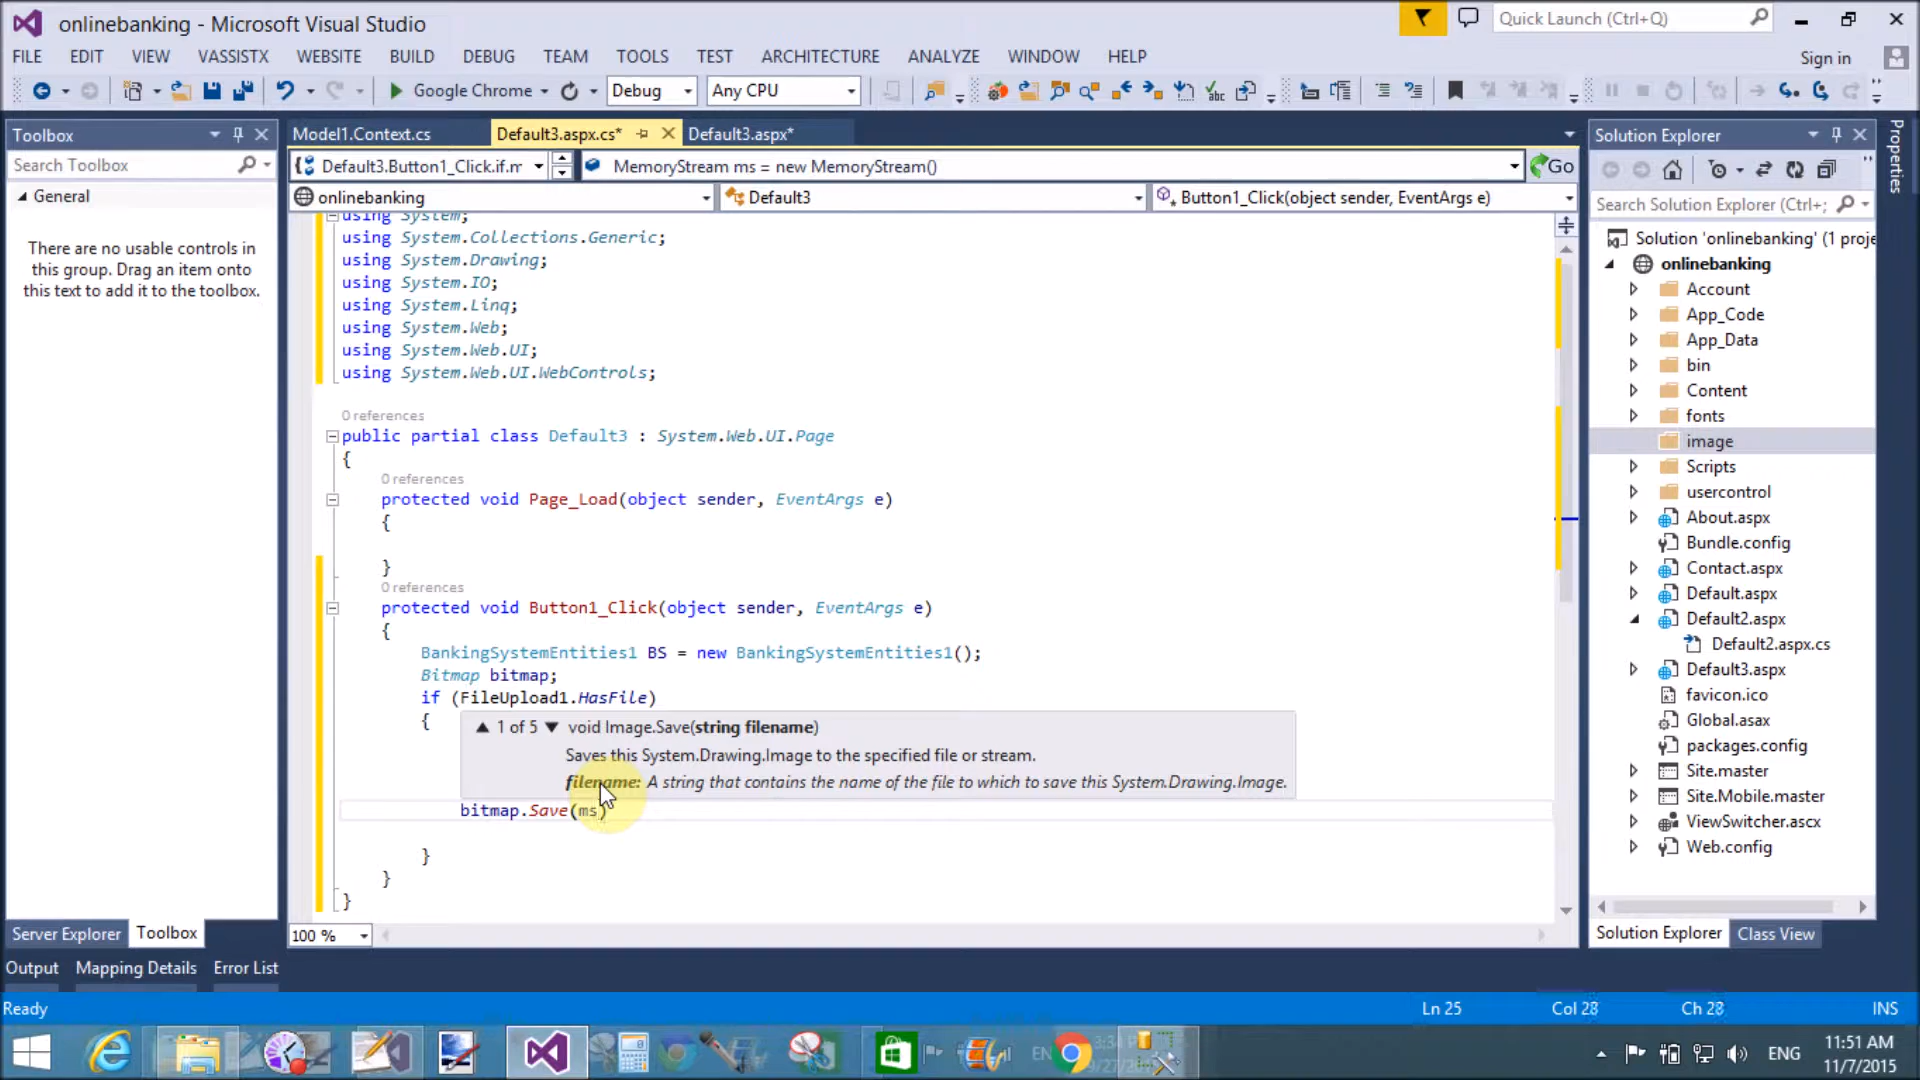 onlinebanking - Microsoft Visual Studio
Quick Launch (Ctrl+Q)
FILE EDIT VIEW VASSISTX WEBSITE BUILD DEBUG TEAM TOOLS TEST ARCHITECTURE ANALYZE WINDOW HELP
Sign in
Google Chrome Debug Any CPU
Toolbox
Search Toolbox
General
There are no usable controls in
this group. Drag an item onto
this text to add it to the toolbox.
Server Explorer Toolbox
Model1.Context.cs Default3.aspx.cs* Default3.aspx*
Default3.Button1_Click.if.m MemoryStream ms = new MemoryStream() Go
onlinebanking Default3 Button1_Click(object sender, EventArgs e)
using System;
using System.Collections.Generic;
using System.Drawing;
using System.IO;
using System.Linq;
using System.Web;
using System.Web.UI;
using System.Web.UI.WebControls;
0 references
public partial class Default3 : System.Web.UI.Page
{
0 references
protected void Page_Load(object sender, EventArgs e)
{
}
0 references
protected void Button1_Click(object sender, EventArgs e)
{
BankingSystemEntities1 BS = new BankingSystemEntities1();
Bitmap bitmap;
if (FileUpload1.HasFile)
{
1 of 5 void Image.Save(string filename)
Saves this System.Drawing.Image to the specified file or stream.
filename: A string that contains the name of the file to which to save this System.Drawing.Image.
bitmap.Save(ms)
}
}
}
100 %
Solution Explorer
Search Solution Explorer (Ctrl+;
Solution 'onlinebanking' (1 proje
onlinebanking
Account
App_Code
App_Data
bin
Content
fonts
image
Scripts
usercontrol
About.aspx
Bundle.config
Contact.aspx
Default.aspx
Default2.aspx
Default2.aspx.cs
Default3.aspx
favicon.ico
Global.asax
packages.config
Site.master
Site.Mobile.master
ViewSwitcher.ascx
Web.config
Solution Explorer Class View
Properties
Output Mapping Details Error List
Ready
Ln 25 Col 28 Ch 28 INS
ENG
11:51 AM
11/7/2015